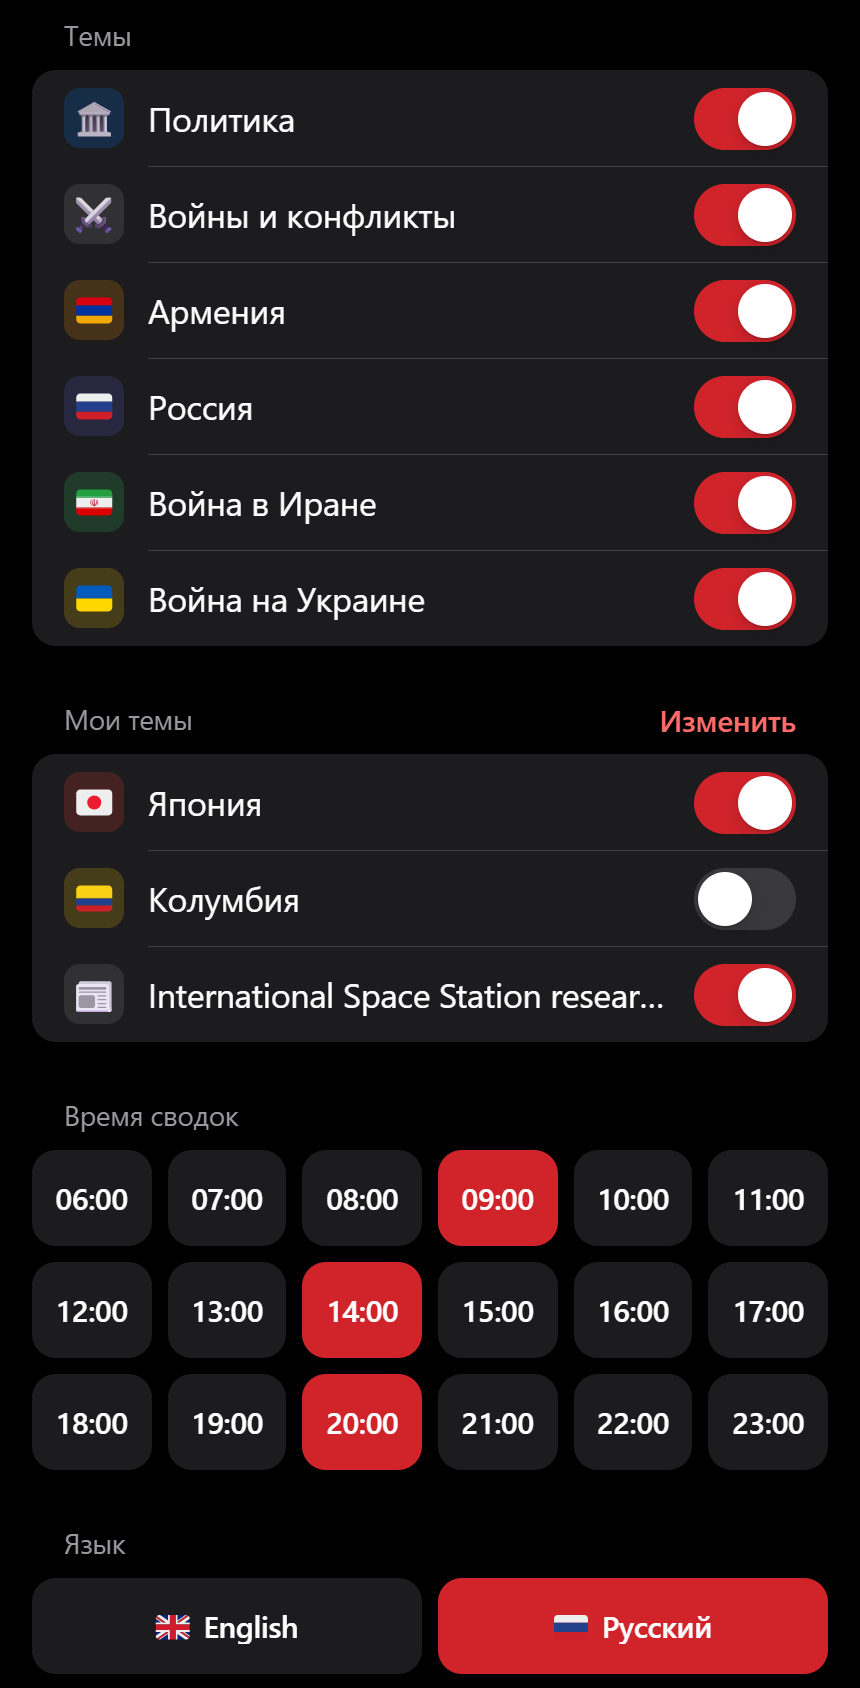 Темы
Политика
Войны и конфликты
Армения
Россия
Война в Иране
Война на Украине
Мои темы
Изменить
Япония
Колумбия
International Space Station resear...
Время сводок
06:00 07:00 08:00 09:00 10:00 11:00
12:00 13:00 14:00 15:00 16:00 17:00
18:00 19:00 20:00 21:00 22:00 23:00
Язык
English Русский